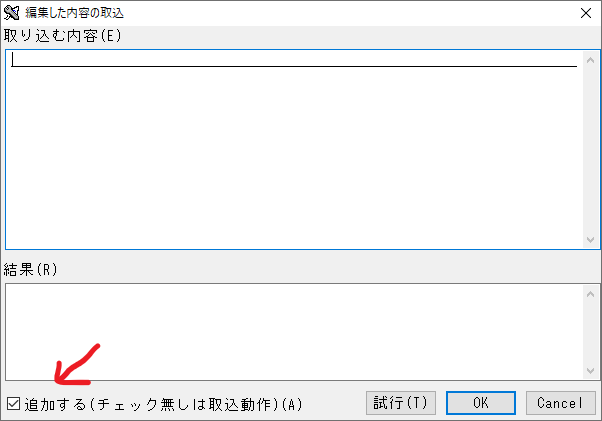 編集した内容の取込
取り込む内容(E)
結果(R)
追加する(チェック無しは取込動作)(A)
試行(T)
OK
Cancel